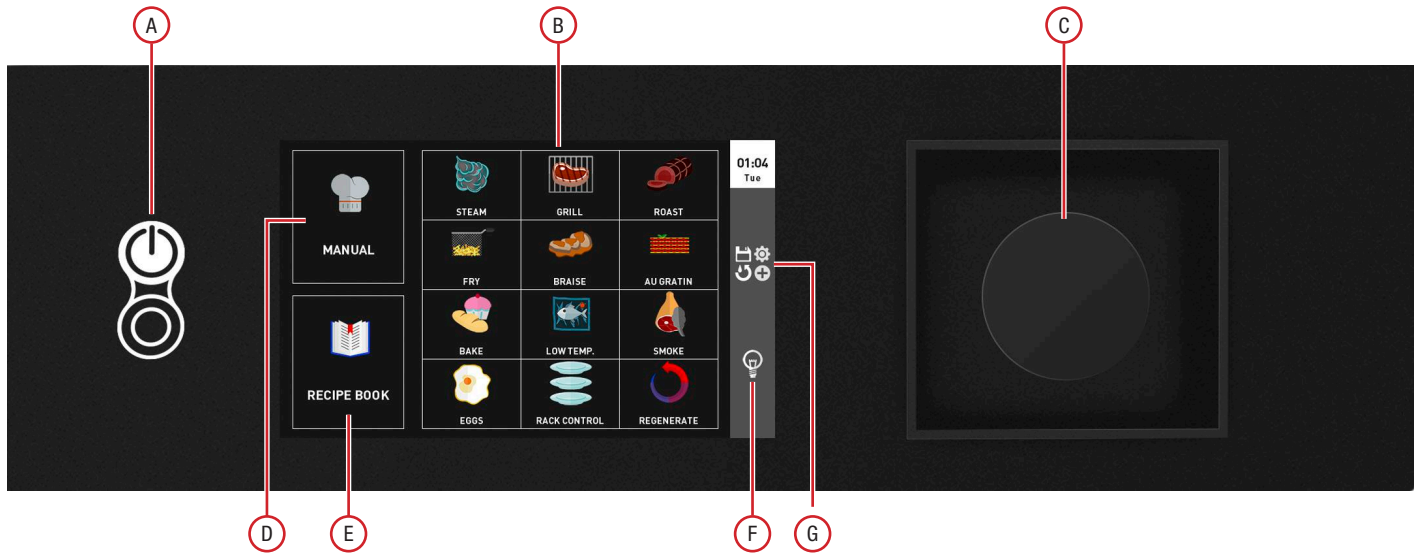 A
B
C
MANUAL
RECIPE BOOK
STEAM
GRILL
ROAST
FRY
BRAISE
AU GRATIN
BAKE
LOW TEMP.
SMOKE
EGGS
RACK CONTROL
REGENERATE
01:04
Tue
D
E
F
G